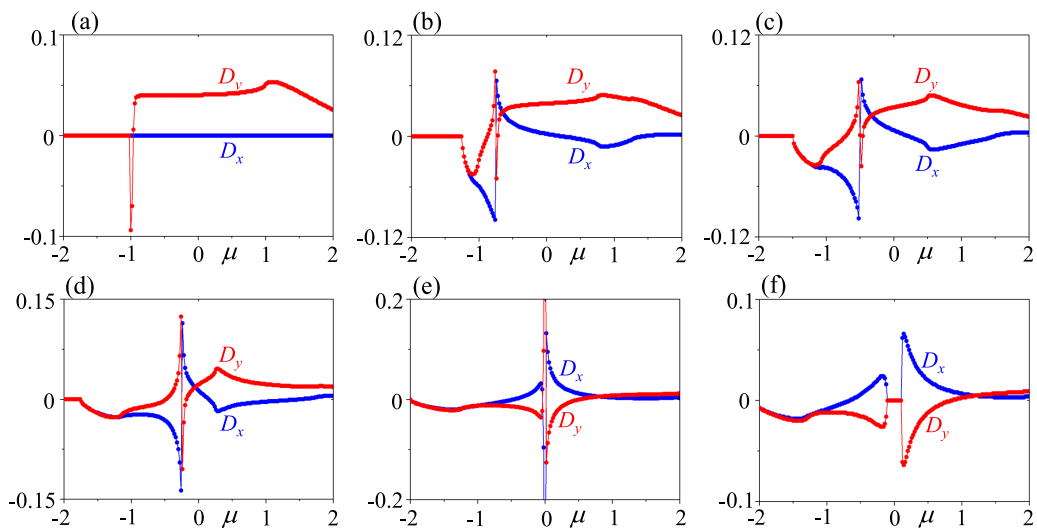 (a)
0.1
0
-0.1
D_y
D_x
-2 -1 0 μ 1 2
(b)
0.12
0
-0.12
D_y
D_x
-2 -1 0 μ 1 2
(c)
0.12
0
-0.12
D_y
D_x
-2 -1 0 μ 1 2
(d)
0.15
0
-0.15
D_y
D_x
-2 -1 0 μ 1 2
(e)
0.2
0
-0.2
D_x
D_y
-2 -1 0 μ 1 2
(f)
0.1
0
-0.1
D_x
D_y
-2 -1 0 μ 1 2